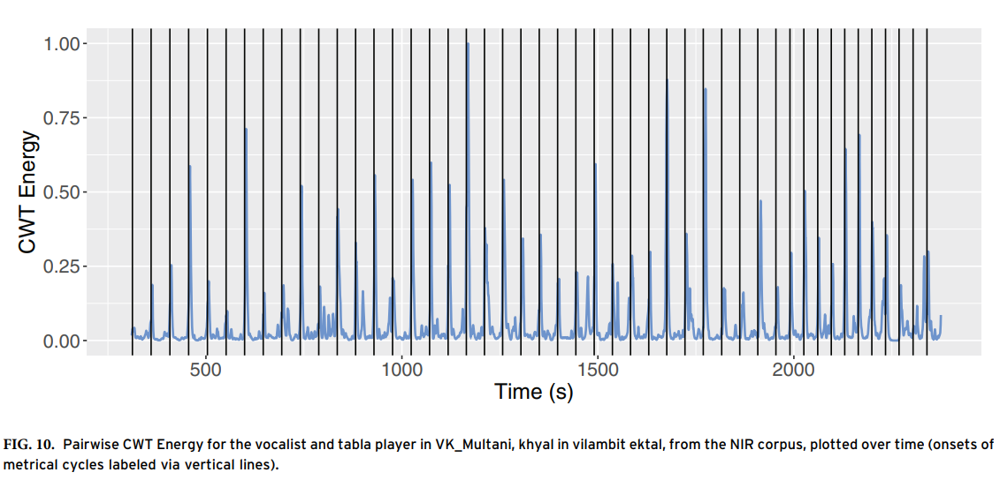 1.00
0.75
0.50
0.25
0.00
CWT Energy
500
1000
1500
2000
Time (s)
FIG. 10. Pairwise CWT Energy for the vocalist and tabla player in VK_Multani, khyal in vilambit ektal, from the NIR corpus, plotted over time (onsets of
metrical cycles labeled via vertical lines).